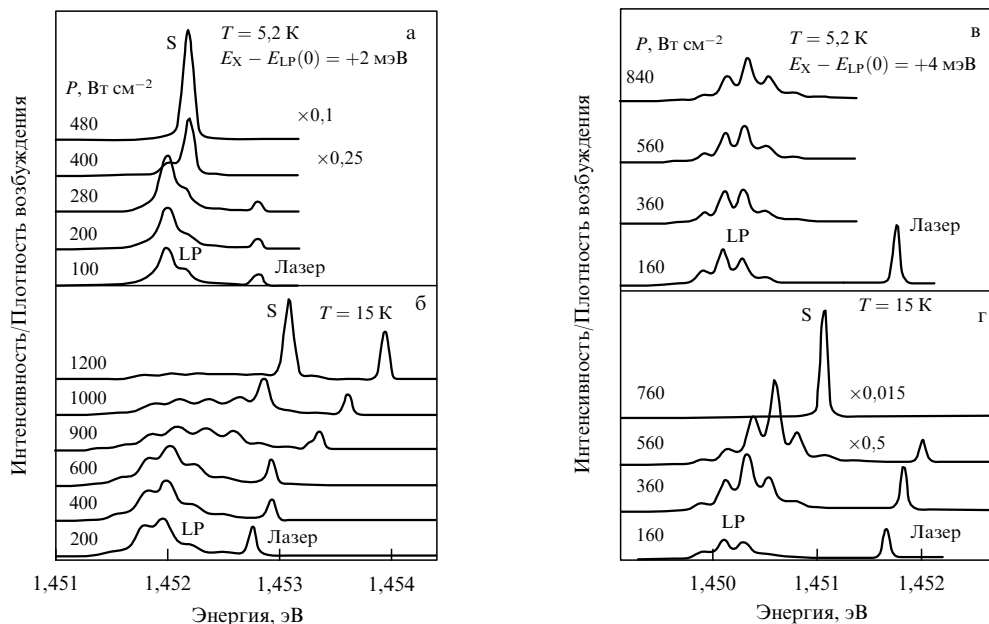 Интенсивность/Плотность возбуждения
а
S
T = 5,2 К
E_X − E_LP(0) = +2 мэВ
P, Вт см⁻²
480
×0,1
400
×0,25
280
200
LP
Лазер
100
б
S
T = 15 К
1200
1000
900
600
400
LP
Лазер
200
1,451
1,452
1,453
1,454
Энергия, эВ
Интенсивность/Плотность возбуждения
в
T = 5,2 К
P, Вт см⁻²
E_X − E_LP(0) = +4 мэВ
840
560
360
Лазер
LP
160
г
S
T = 15 К
760
×0,015
560
×0,5
360
LP
Лазер
160
1,450
1,451
1,452
Энергия, эВ